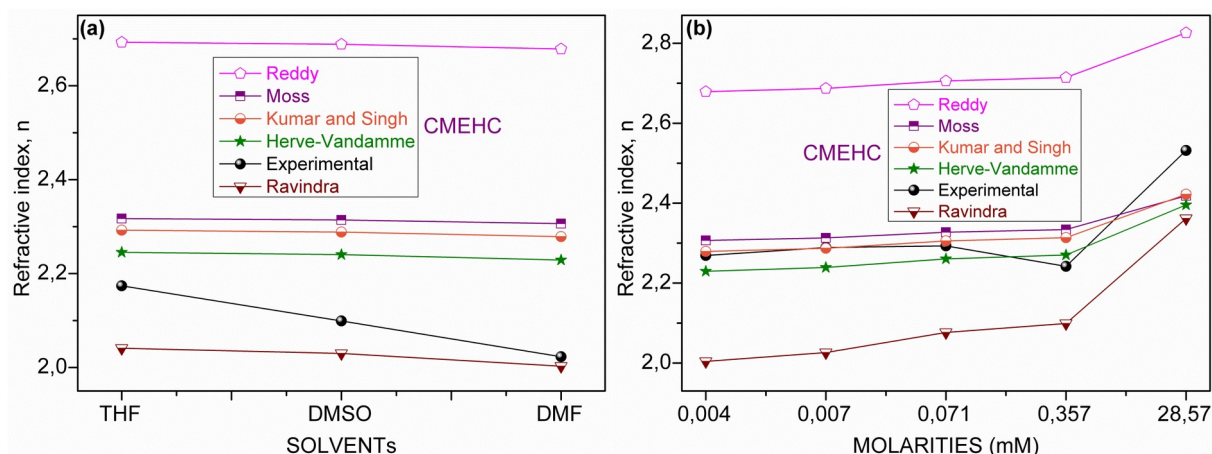 (a)
Refractive index, n
2,6
2,4
2,2
2,0
Reddy
Moss
Kumar and Singh
Herve-Vandamme
Experimental
Ravindra
CMEHC
THF DMSO DMF
SOLVENTs
(b)
Refractive index, n
2,8
2,6
2,4
2,2
2,0
Reddy
Moss
Kumar and Singh
Herve-Vandamme
Experimental
Ravindra
CMEHC
0,004 0,007 0,071 0,357 28,57
MOLARITIES (mM)